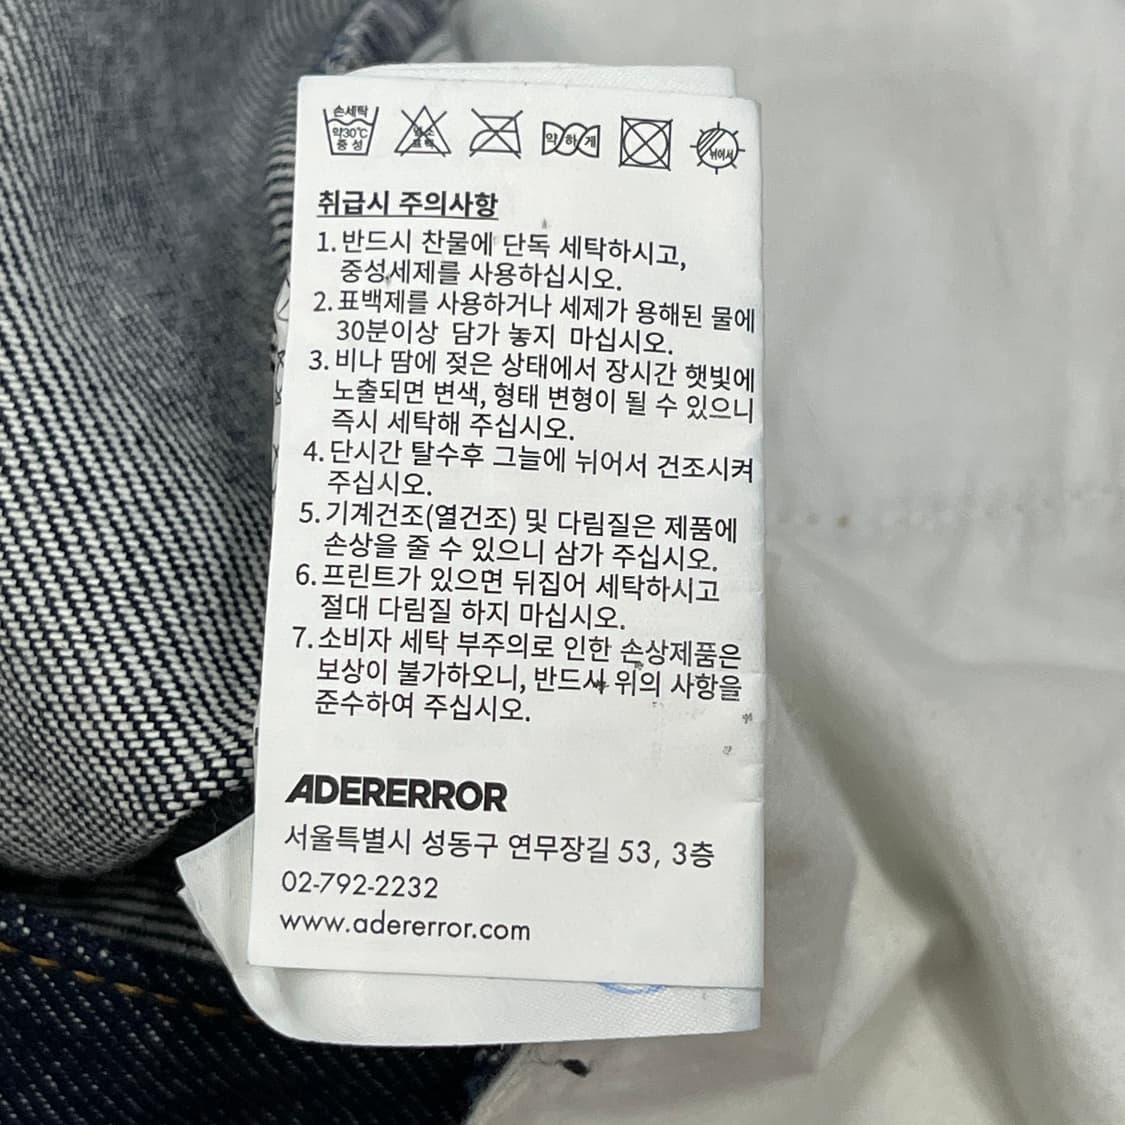 손세탁
약30℃
중성
염소
표백
약하게
뉘어서
취급시 주의사항
1. 반드시 찬물에 단독 세탁하시고,
중성세제를 사용하십시오.
2. 표백제를 사용하거나 세제가 용해된 물에
30분이상 담가 놓지 마십시오.
3. 비나 땀에 젖은 상태에서 장시간 햇빛에
노출되면 변색, 형태 변형이 될 수 있으니
즉시 세탁해 주십시오.
4. 단시간 탈수후 그늘에 뉘어서 건조시켜
주십시오.
5. 기계건조(열건조) 및 다림질은 제품에
손상을 줄 수 있으니 삼가 주십시오.
6. 프린트가 있으면 뒤집어 세탁하시고
절대 다림질 하지 마십시오.
7. 소비자 세탁 부주의로 인한 손상제품은
보상이 불가하오니, 반드시 위의 사항을
준수하여 주십시오.
ADERERROR
서울특별시 성동구 연무장길 53, 3층
02-792-2232
www.adererror.com